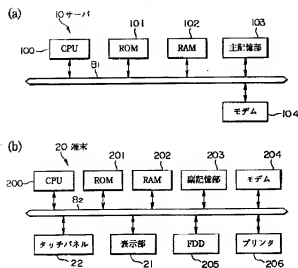 (a)
10 サーバ
101
102
103
100
CPU
ROM
RAM
主記憶部
B1
モデム
104
(b)
20 端末
201
202
203
204
200
CPU
ROM
RAM
副記憶部
モデム
B2
タッチパネル
表示部
FDD
プリンタ
22
21
205
206